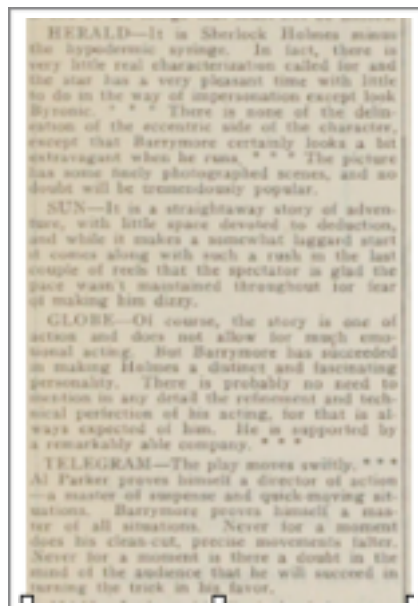 HERALD—It is Sherlock Holmes minus
the hypodermic syringe. In fact, there is
very little real characterization called for and
the star has a very pleasant time with little
to do in the way of impersonation except look
Byronic. * * * There is none of the delin-
eation of the eccentric side of the character,
except that Barrymore certainly looks a bit
extravagant when he runs. * * * The picture
has some finely photographed scenes, and no
doubt will be tremendously popular.
SUN—It is a straightaway story of adven-
ture, with little space devoted to deduction,
and while it makes a somewhat laggard start
it comes along with such a rush in the last
couple of reels that the spectator is glad the
pace wasn't maintained throughout for fear
of making him dizzy.
GLOBE—Of course, the story is one of
action and does not allow for much emo-
tional acting. But Barrymore has succeeded
in making Holmes a distinct and fascinating
personality. There is probably no need to
mention in any detail the refinement and tech-
nical perfection of his acting, for that is al-
ways expected of him. He is supported by
a remarkably able company. * * *
TELEGRAM—The play moves swiftly. * * *
Al Parker proves himself a director of action
—a master of suspense and quick-moving sit-
uations. Barrymore proves himself a mas-
ter of all situations. Never for a moment
does his clean-cut, precise movements falter.
Never for a moment is there a doubt in the
mind of the audience that he will succeed in
turning the trick in his favor.